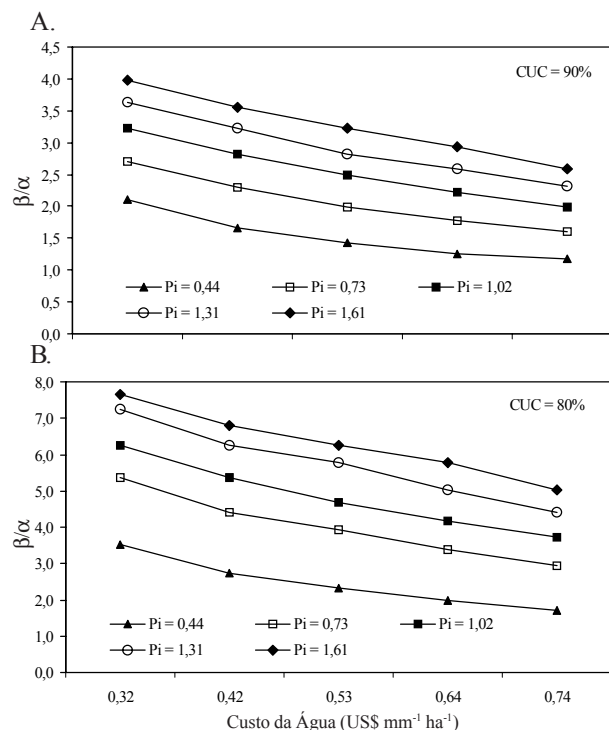 A.
4,5
4,0
3,5
3,0
2,5
2,0
1,5
1,0
0,5
0,0
β/α
CUC = 90%
Pi = 0,44 Pi = 0,73 Pi = 1,02
Pi = 1,31 Pi = 1,61
B.
8,0
7,0
6,0
5,0
4,0
3,0
2,0
1,0
0,0
β/α
CUC = 80%
Pi = 0,44 Pi = 0,73 Pi = 1,02
Pi = 1,31 Pi = 1,61
0,32 0,42 0,53 0,64 0,74
Custo da Água (US$ mm⁻¹ ha⁻¹)